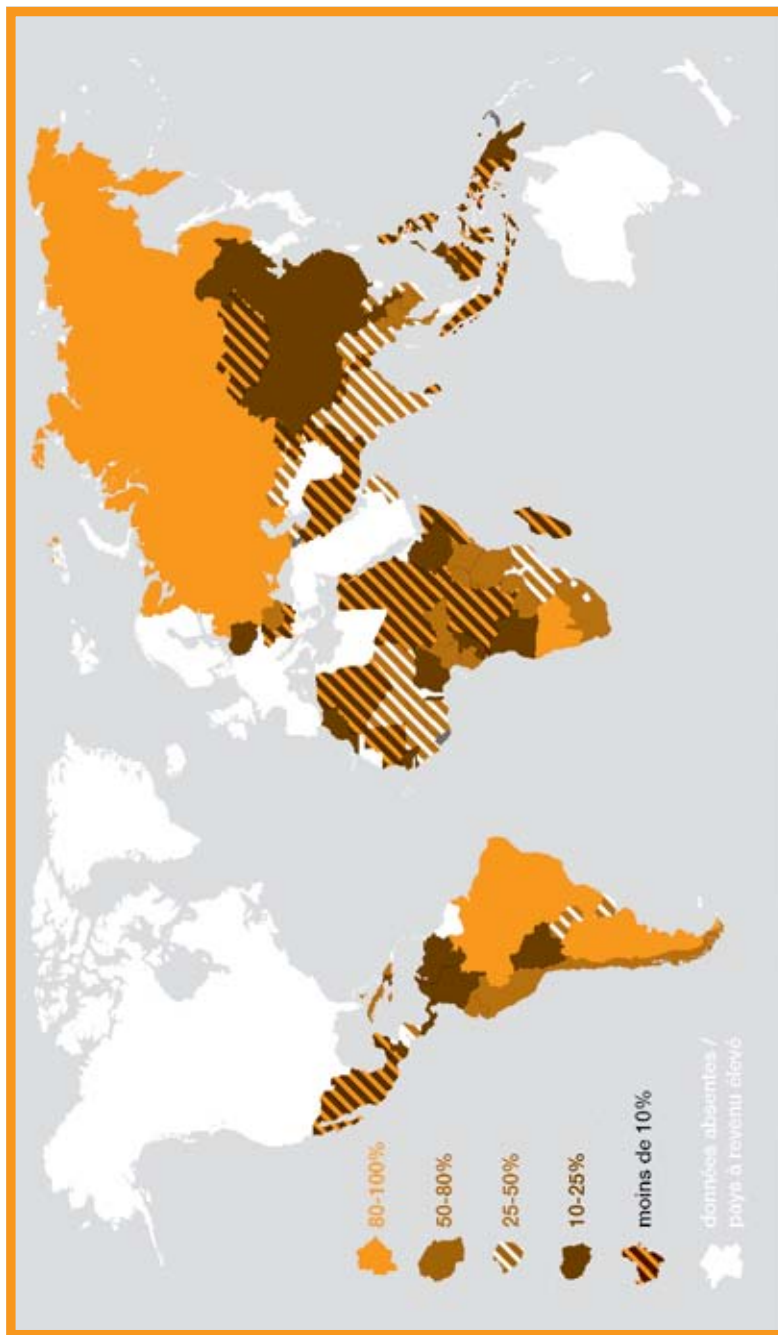 80-100%
50-80%
25-50%
10-25%
moins de 10%
données absentes /
pays à revenu élevé